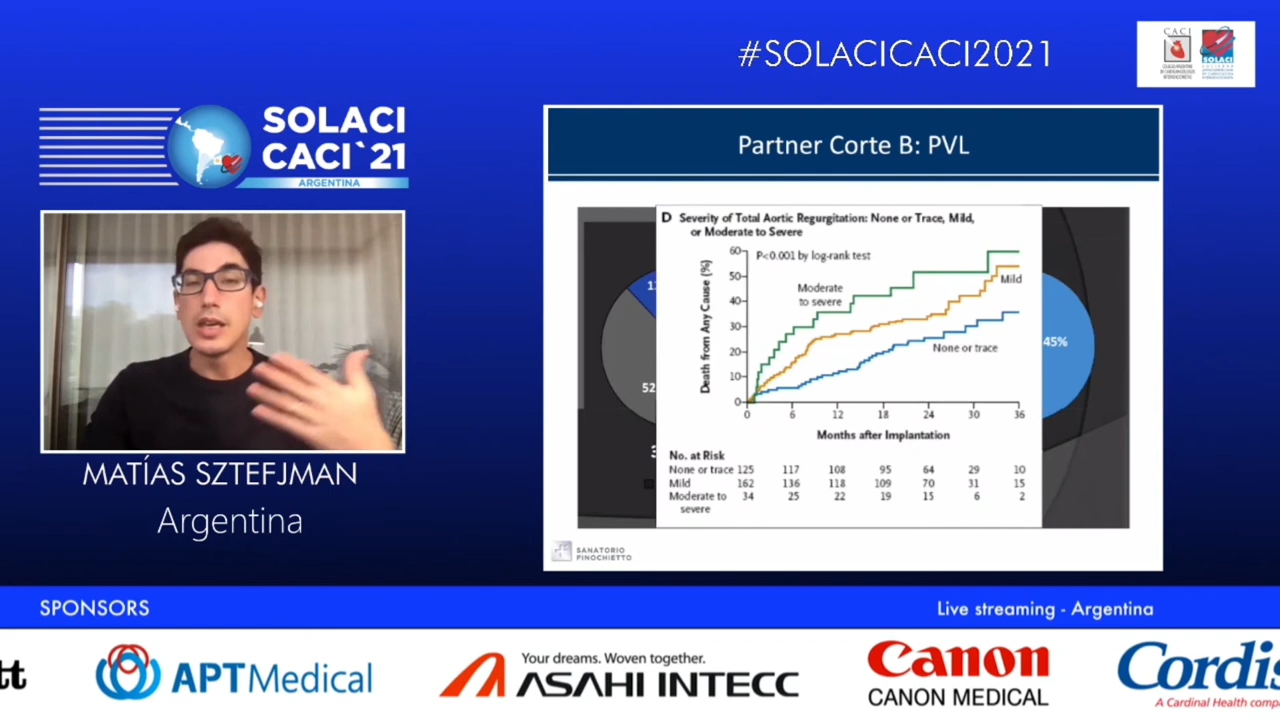 #SOLACICACI2021
CACI
SOLACI
SOLACI
CACI`21
ARGENTINA
MATÍAS SZTEFJMAN
Argentina
Partner Corte B: PVL
D Severity of Total Aortic Regurgitation: None or Trace, Mild,
or Moderate to Severe
P<0.001 by log-rank test
Death from Any Cause (%)
60
50
40
30
20
10
0
Moderate
to severe
Mild
None or trace
0 6 12 18 24 30 36
Months after Implantation
No. at Risk
None or trace 125 117 108 95 64 29 10
Mild 162 136 118 109 70 31 15
Moderate to 34 25 22 19 15 6 2
severe
52
45%
SANATORIO
FINOCHIETTO
SPONSORS
Live streaming - Argentina
tt
APT Medical
Your dreams. Woven together.
ASAHI INTECC
Canon
CANON MEDICAL
Cordis
A Cardinal Health comp